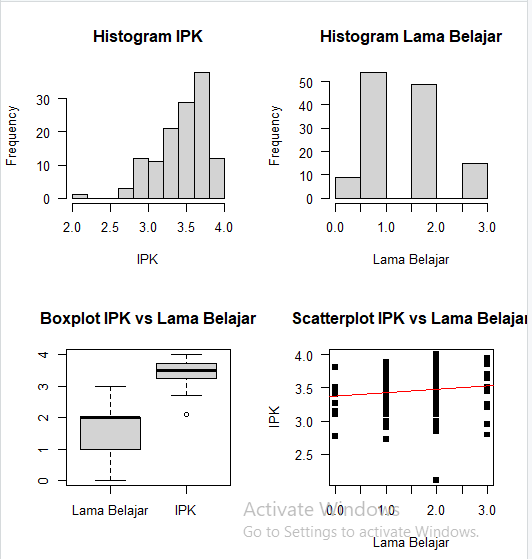 Histogram IPK
Frequency
0 10 20 30
2.0 2.5 3.0 3.5 4.0
IPK
Histogram Lama Belajar
Frequency
0 10 20 30 40 50
0.0 1.0 2.0 3.0
Lama Belajar
Boxplot IPK vs Lama Belajar
0 1 2 3 4
Lama Belajar IPK
Scatterplot IPK vs Lama Belajar
IPK
2.5 3.0 3.5 4.0
0.0 1.0 2.0 3.0
Lama Belajar
Activate Windows
Go to Settings to activate Windows.